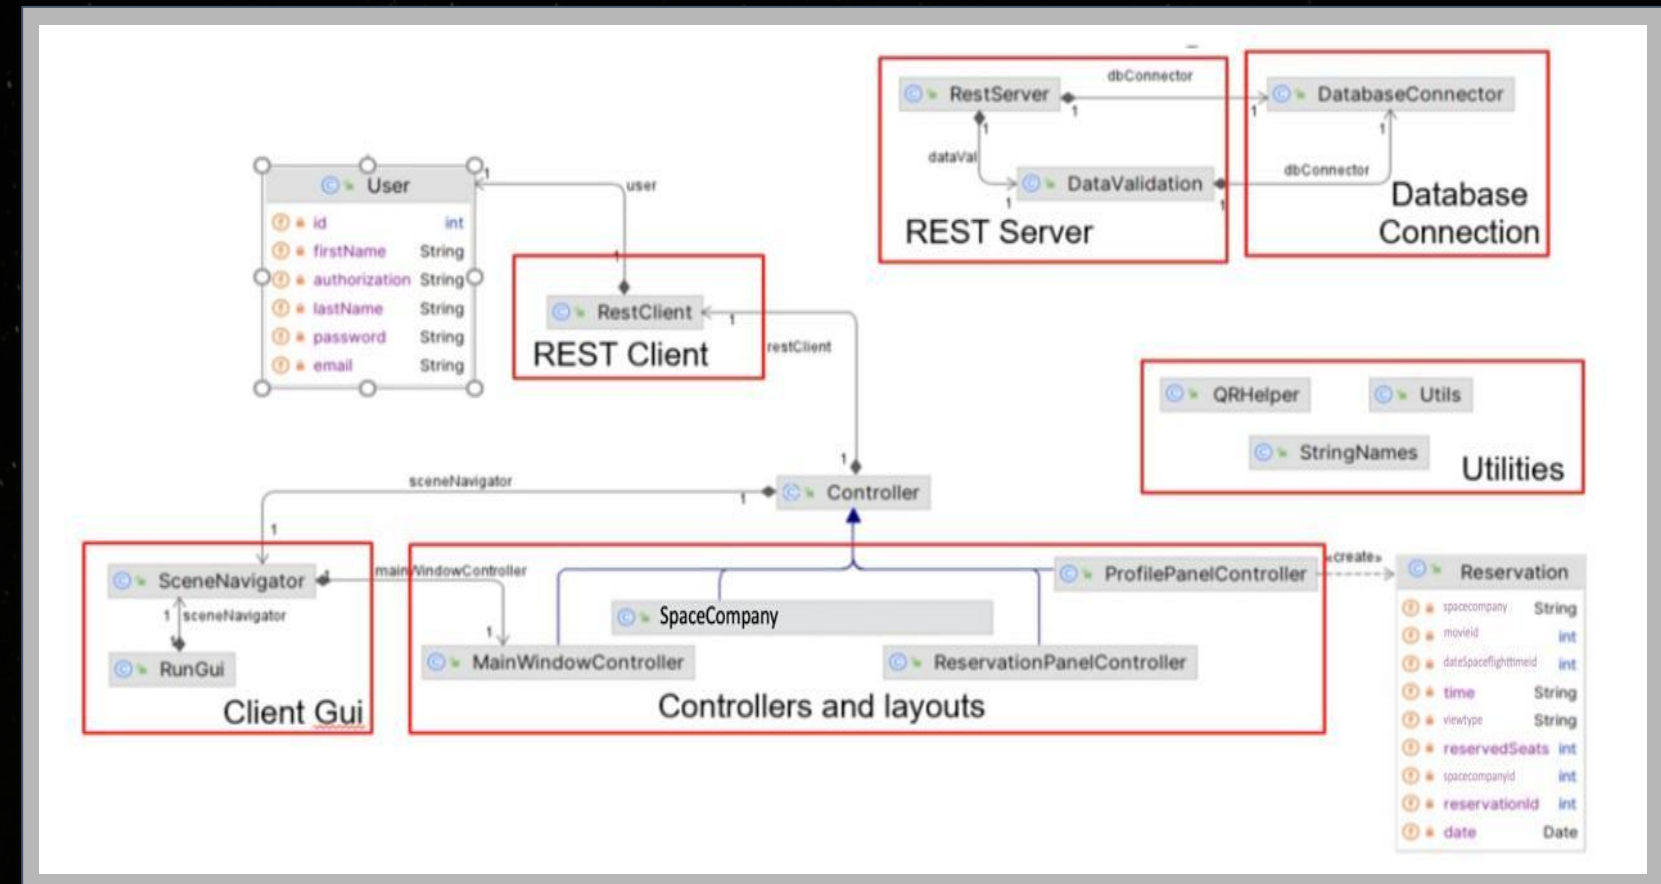 dbConnector
RestServer
1
1
DatabaseConnector
1
dataVal
1
DataValidation
1
dbConnector
1
REST Server
Database
Connection
User
1
user
id int
firstName String
authorization String
lastName String
password String
email String
1
RestClient
1
REST Client
restClient
QRHelper
Utils
StringNames
Utilities
1
sceneNavigator
1
Controller
1
SceneNavigator
mainWindowController
1 sceneNavigator
1
RunGui
Client Gui
SpaceCompany
MainWindowController
ReservationPanelController
ProfilePanelController
Controllers and layouts
«create»
Reservation
spacecompany String
movieid int
dateSpaceflighttimeid int
time String
viewtype String
reservedSeats int
spacecompanyid int
reservationId int
date Date